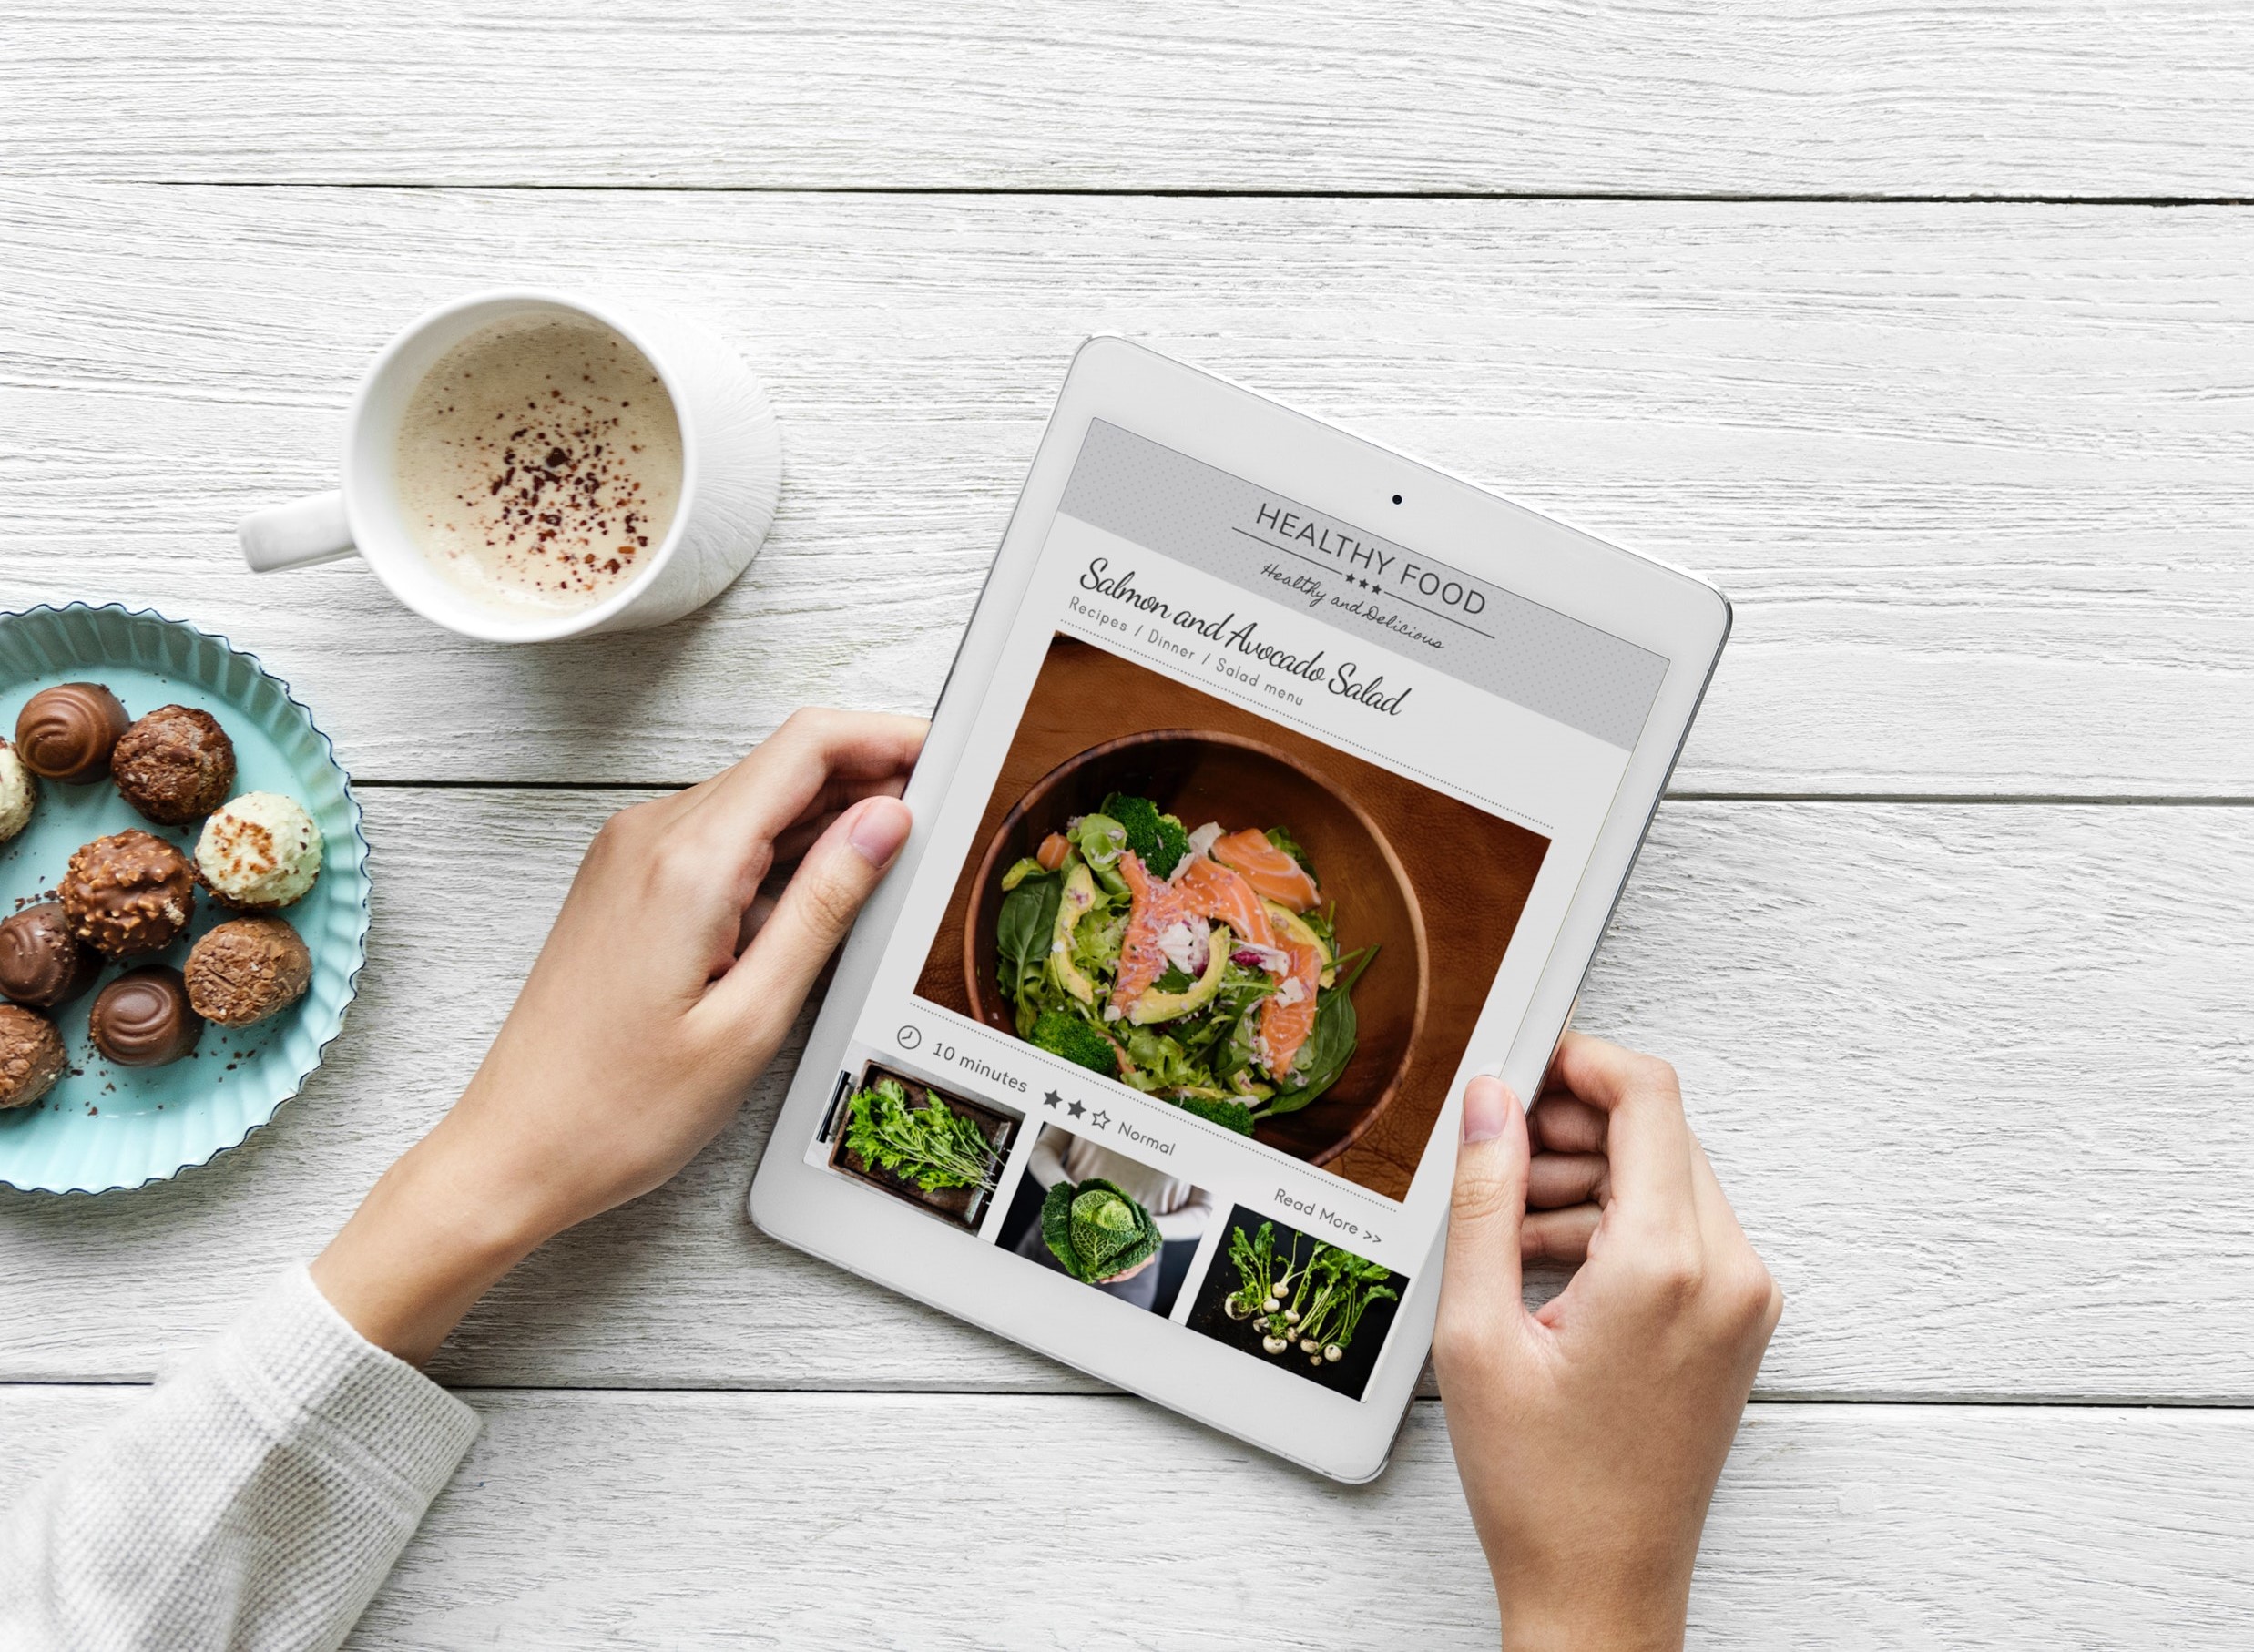 HEALTHY FOOD
Healthy and Delicious
Salmon and Avocado Salad
Recipes / Dinner / Salad menu
10 minutes
Normal
Read More >>